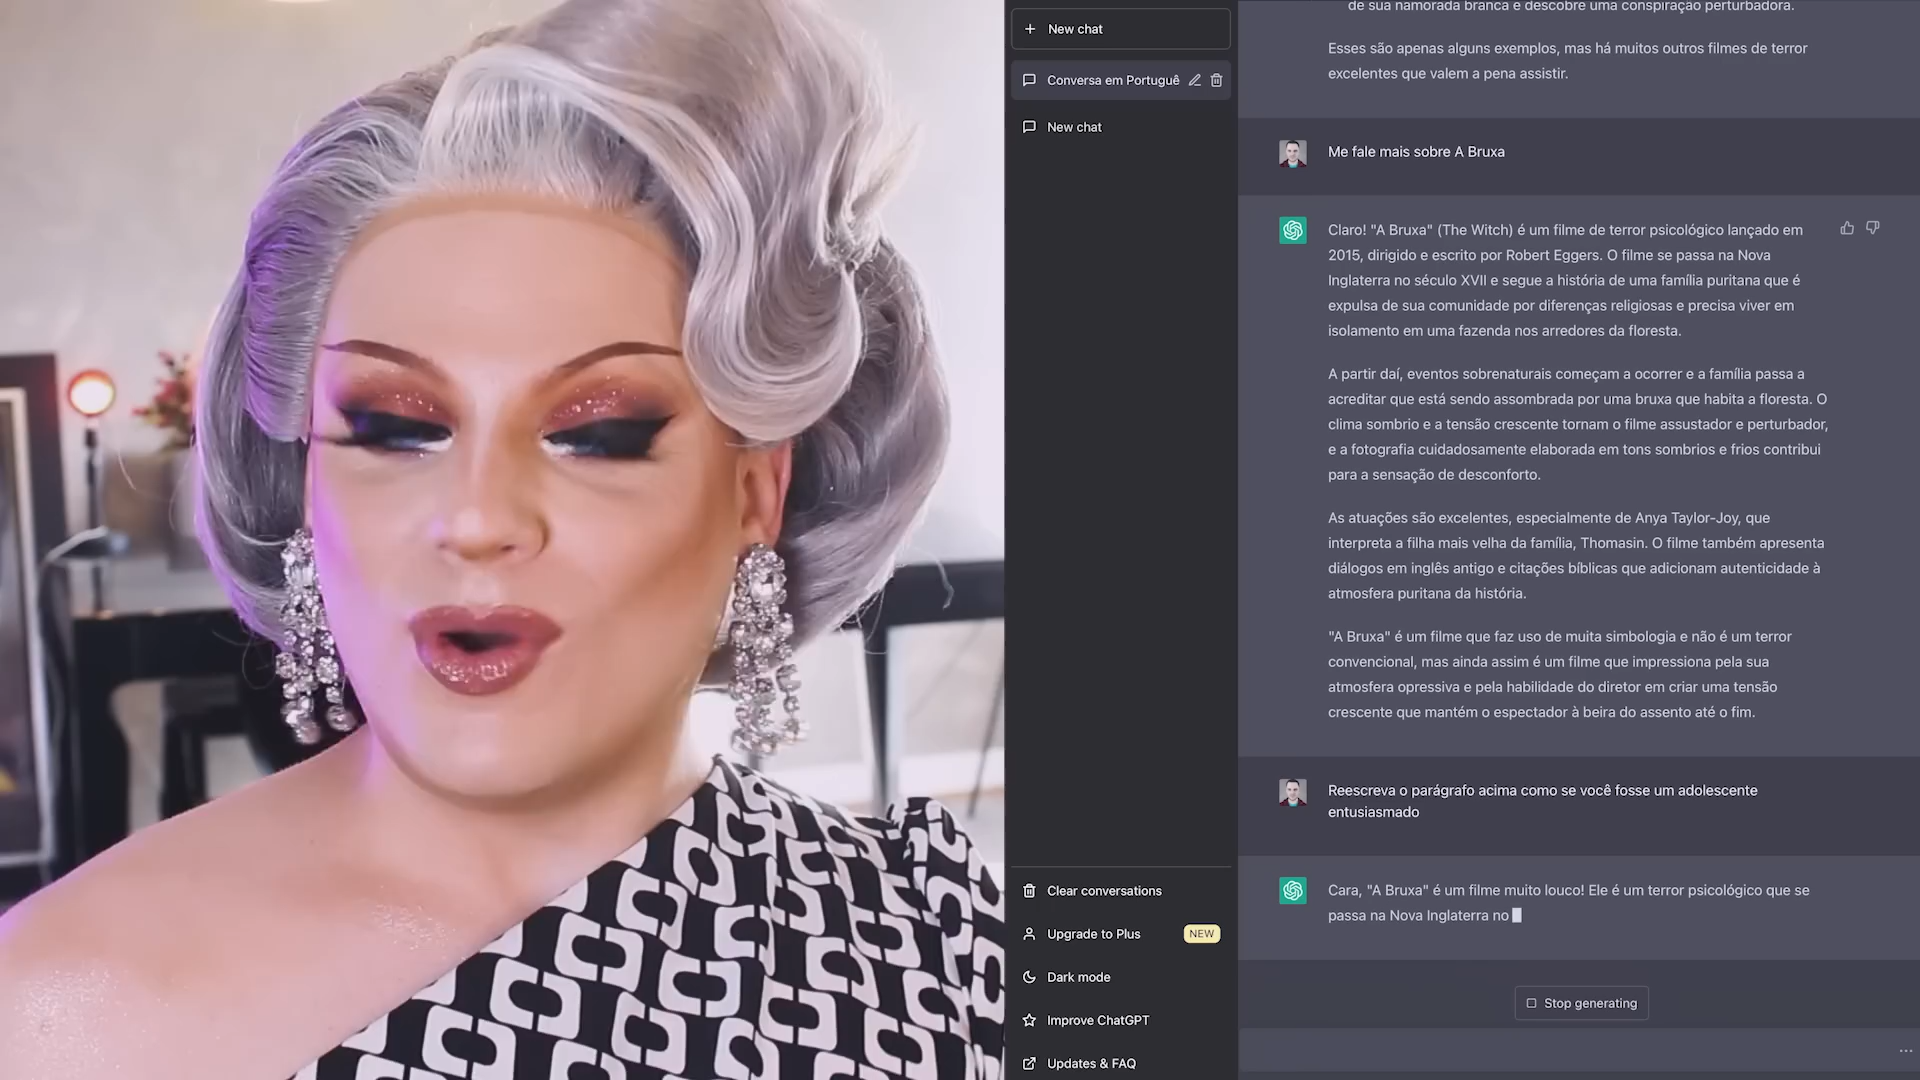 New chat
Conversa em Portuguê
New chat
Clear conversations
Upgrade to Plus
NEW
Dark mode
Improve ChatGPT
Updates & FAQ
de sua namorada branca e descobre uma conspiração perturbadora.
Esses são apenas alguns exemplos, mas há muitos outros filmes de terror
excelentes que valem a pena assistir.
Me fale mais sobre A Bruxa
Claro! "A Bruxa" (The Witch) é um filme de terror psicológico lançado em
2015, dirigido e escrito por Robert Eggers. O filme se passa na Nova
Inglaterra no século XVII e segue a história de uma família puritana que é
expulsa de sua comunidade por diferenças religiosas e precisa viver em
isolamento em uma fazenda nos arredores da floresta.
A partir daí, eventos sobrenaturais começam a ocorrer e a família passa a
acreditar que está sendo assombrada por uma bruxa que habita a floresta. O
clima sombrio e a tensão crescente tornam o filme assustador e perturbador,
e a fotografia cuidadosamente elaborada em tons sombrios e frios contribui
para a sensação de desconforto.
As atuações são excelentes, especialmente de Anya Taylor-Joy, que
interpreta a filha mais velha da família, Thomasin. O filme também apresenta
diálogos em inglês antigo e citações bíblicas que adicionam autenticidade à
atmosfera puritana da história.
"A Bruxa" é um filme que faz uso de muita simbologia e não é um terror
convencional, mas ainda assim é um filme que impressiona pela sua
atmosfera opressiva e pela habilidade do diretor em criar uma tensão
crescente que mantém o espectador à beira do assento até o fim.
Reescreva o parágrafo acima como se você fosse um adolescente
entusiasmado
Cara, "A Bruxa" é um filme muito louco! Ele é um terror psicológico que se
passa na Nova Inglaterra no
Stop generating